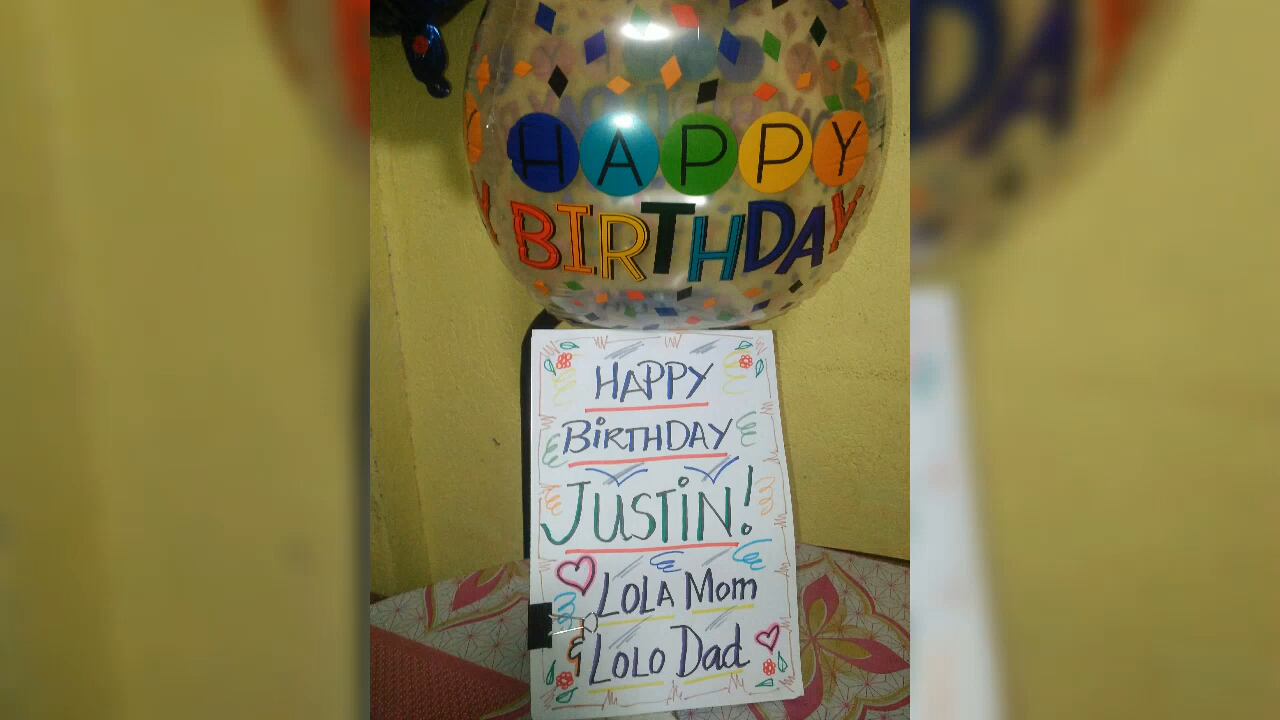 HAPPY
BIRTHDAY
HAPPY
BiRTHDAY
JUSTiN!
LOLA Mom
LOLO Dad